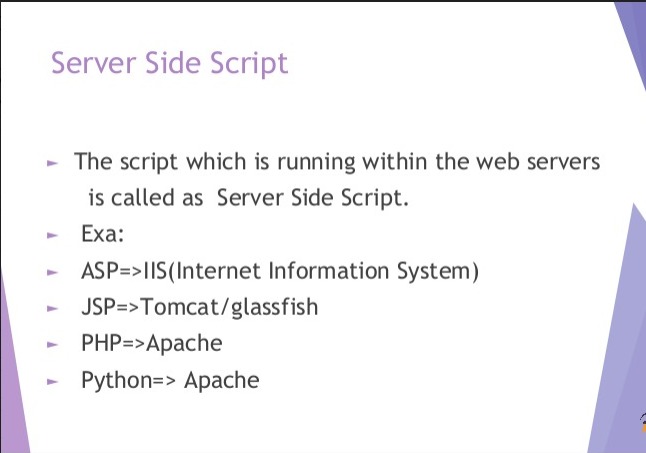 Server Side Script
► The script which is running within the web servers
is called as Server Side Script.
► Exa:
► ASP=>IIS(Internet Information System)
► JSP=>Tomcat/glassfish
► PHP=>Apache
► Python=> Apache